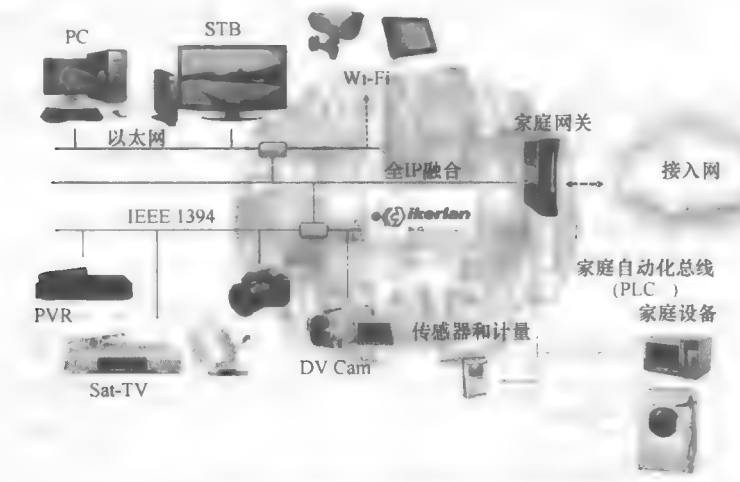 PC
STB
Wi-Fi
以太网
家庭网关
全IP融合
接入网
IEEE 1394
ikerlan
家庭自动化总线
(PLC )
家庭设备
PVR
传感器和计量
DV Cam
Sat-TV